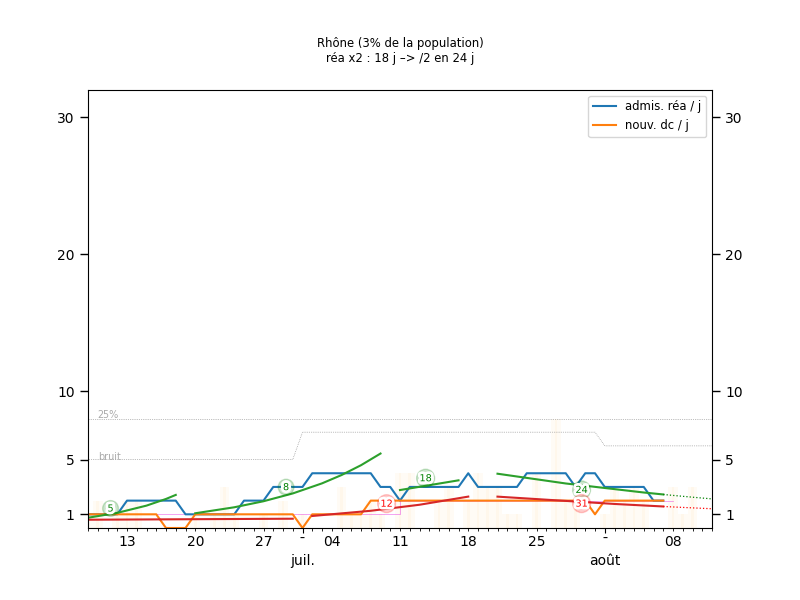 Rhône (3% de la population)
réa x2 : 18 j –> /2 en 24 j
admis. réa / j
nouv. dc / j
30 30
20 20
10 10
25%
5 bruit 5
8 18 24
5 12 31
1 1
13 20 27 - 04 11 18 25 - 08
juil. août